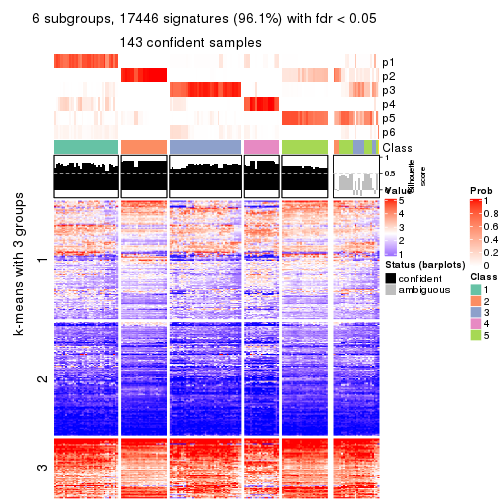 6 subgroups, 17446 signatures (96.1%) with fdr < 0.05
143 confident samples
p1
p2
p3
p4
p5
p6
Class
1
0.5
0
Silhouette
score
k-means with 3 groups
1
2
3
Value
5
4
3
2
1
Status (barplots)
confident
ambiguous
Prob
1
0.8
0.6
0.4
0.2
0
Class
1
2
3
4
5